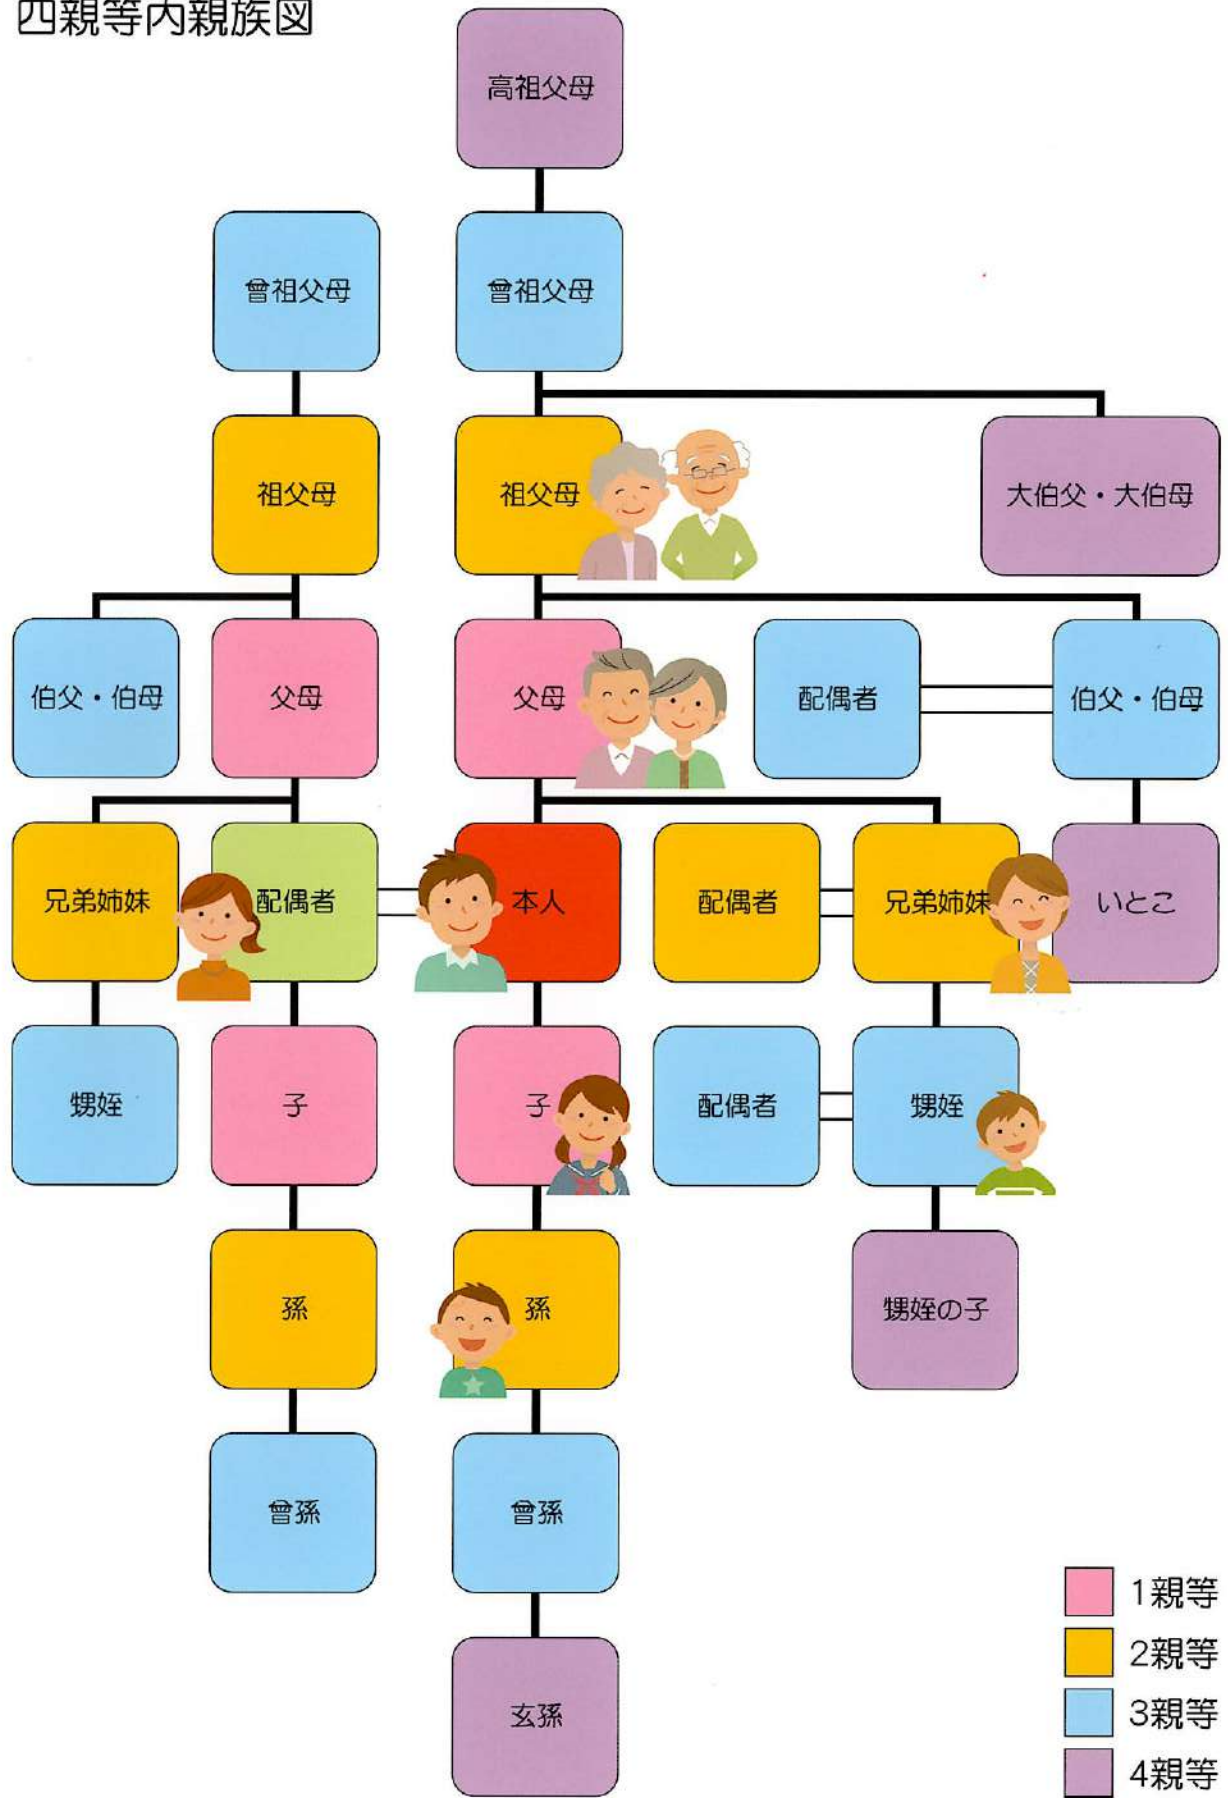 四親等内親族図
高祖父母
曾祖父母
曾祖父母
祖父母
祖父母
大伯父・大伯母
伯父・伯母
父母
父母
配偶者
伯父・伯母
兄弟姉妹
配偶者
本人
配偶者
兄弟姉妹
いとこ
甥姪
子
子
配偶者
甥姪
孫
孫
甥姪の子
曾孫
曾孫
玄孫
1親等
2親等
3親等
4親等